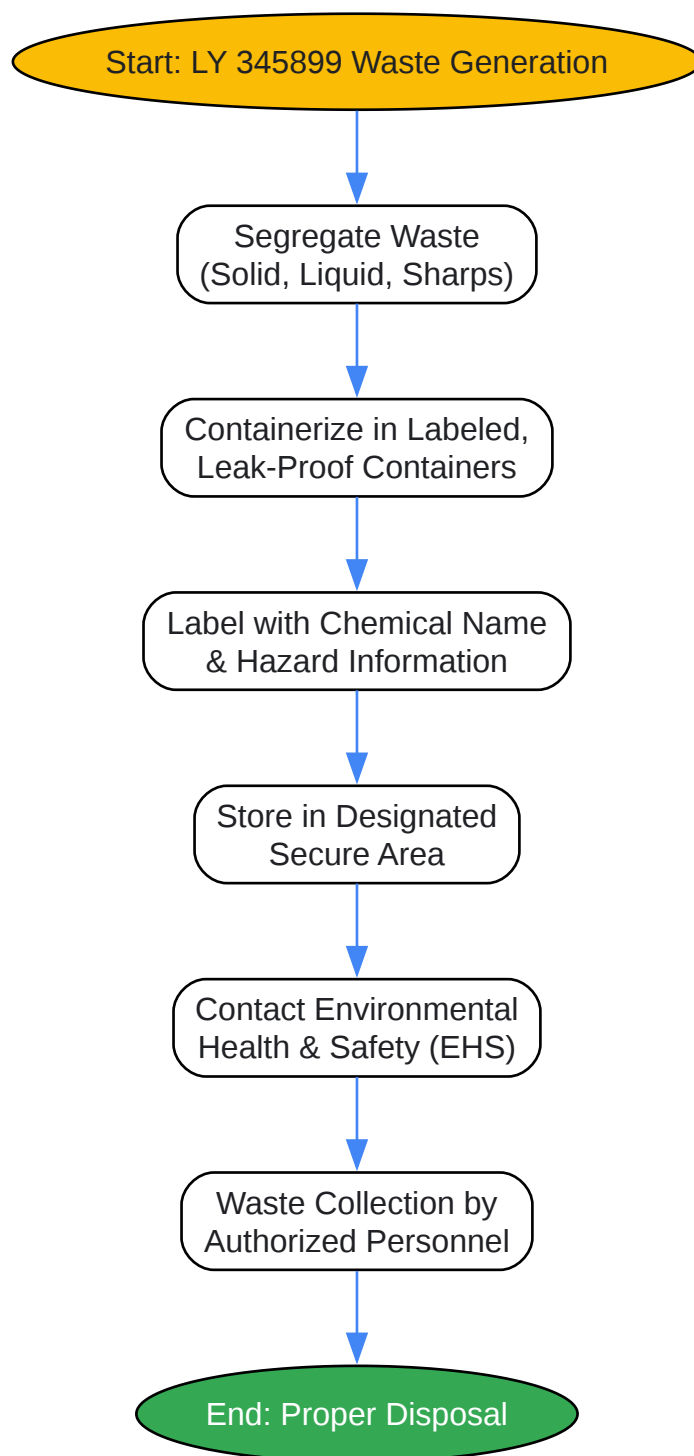 Start: LY 345899 Waste Generation
Segregate Waste
(Solid, Liquid, Sharps)
Containerize in Labeled,
Leak-Proof Containers
Label with Chemical Name
& Hazard Information
Store in Designated
Secure Area
Contact Environmental
Health & Safety (EHS)
Waste Collection by
Authorized Personnel
End: Proper Disposal